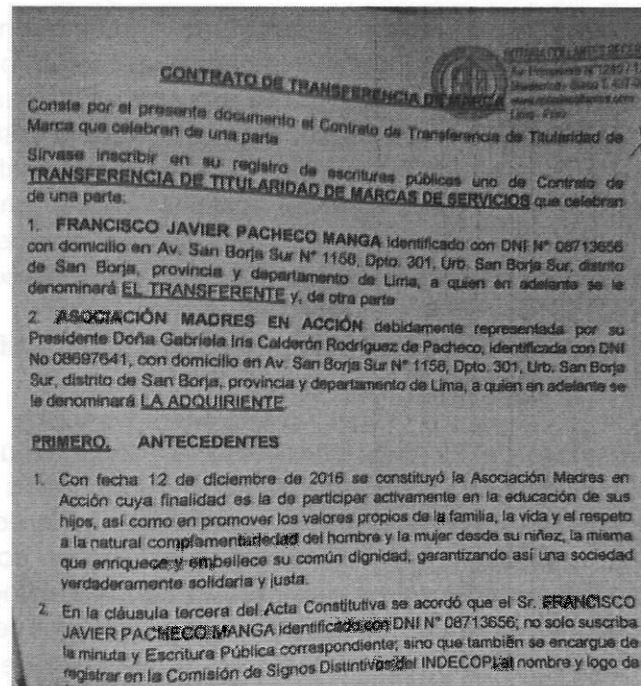 CONTRATO DE TRANSFERENCIA DE MARCA
Conste por el presente documento el Contrato de Transferencia de Titularidad de
Marca que celebran de una parte
Sírvase inscribir en su registro de escrituras públicas uno de Contrato de
TRANSFERENCIA DE TITULARIDAD DE MARCAS DE SERVICIOS que celebran
de una parte:
1. FRANCISCO JAVIER PACHECO MANGA identificado con DNI N° 08713656
con domicilio en Av. San Borja Sur N° 1158, Dpto. 301, Urb. San Borja Sur, distrito
de San Borja, provincia y departamento de Lima, a quien en adelante se le
denominará EL TRANSFERENTE y, de otra parte
2. ASOCIACIÓN MADRES EN ACCIÓN debidamente representada por su
Presidente Doña Gabriela Iris Calderón Rodríguez de Pacheco, identificada con DNI
No 08697641, con domicilio en Av. San Borja Sur N° 1158, Dpto. 301, Urb. San Borja
Sur, distrito de San Borja, provincia y departamento de Lima, a quien en adelante se
le denominará LA ADQUIRIENTE
PRIMERO. ANTECEDENTES
1. Con fecha 12 de diciembre de 2016 se constituyó la Asociación Madres en
Acción cuya finalidad es la de participar activamente en la educación de sus
hijos, así como en promover los valores propios de la familia, la vida y el respeto
a la natural complementariedad del hombre y la mujer desde su niñez, la misma
que enriquece y embellece su común dignidad, garantizando así una sociedad
verdaderamente solidaria y justa.
2. En la cláusula tercera del Acta Constitutiva se acordó que el Sr. FRANCISCO
JAVIER PACHECO MANGA identificado con DNI N° 08713656; no solo suscriba
la minuta y Escritura Pública correspondiente; sino que también se encargue de
registrar en la Comisión de Signos Distintivos del INDECOPI al nombre y logo de